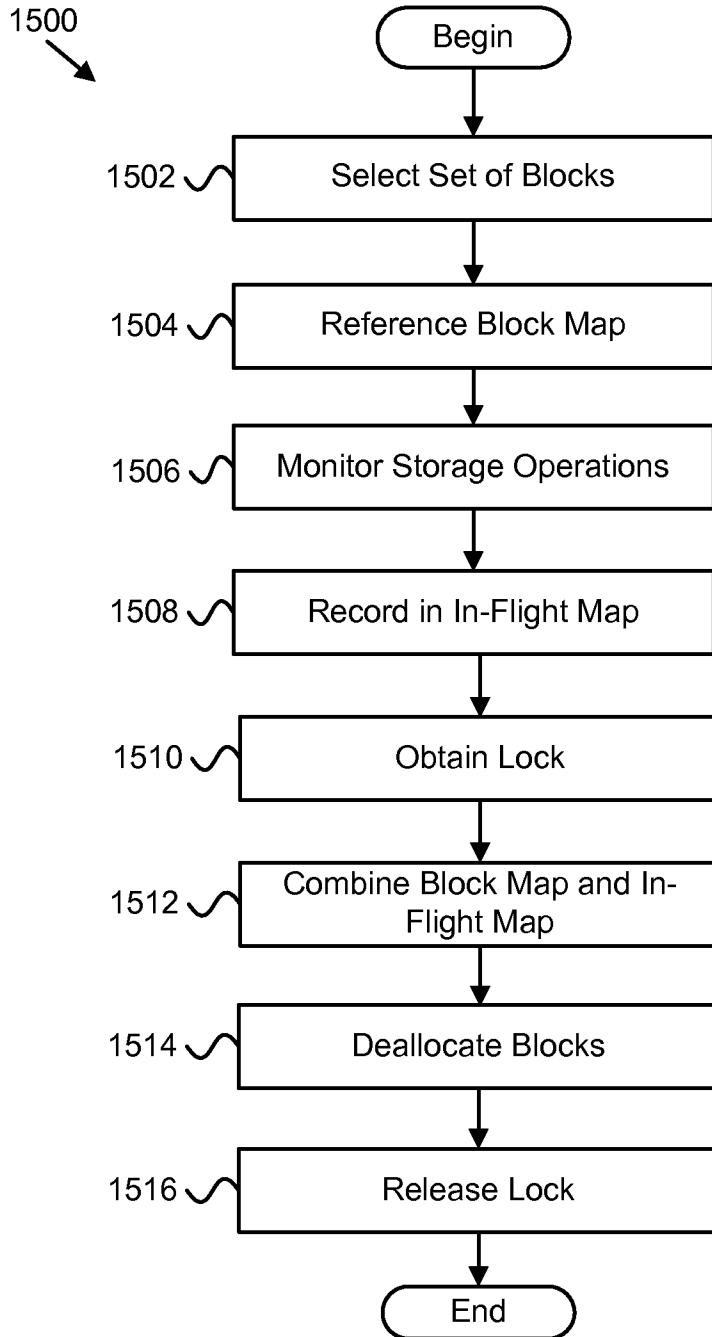 1500
Begin
1502
Select Set of Blocks
1504
Reference Block Map
1506
Monitor Storage Operations
1508
Record in In-Flight Map
1510
Obtain Lock
1512
Combine Block Map and In-
Flight Map
1514
Deallocate Blocks
1516
Release Lock
End